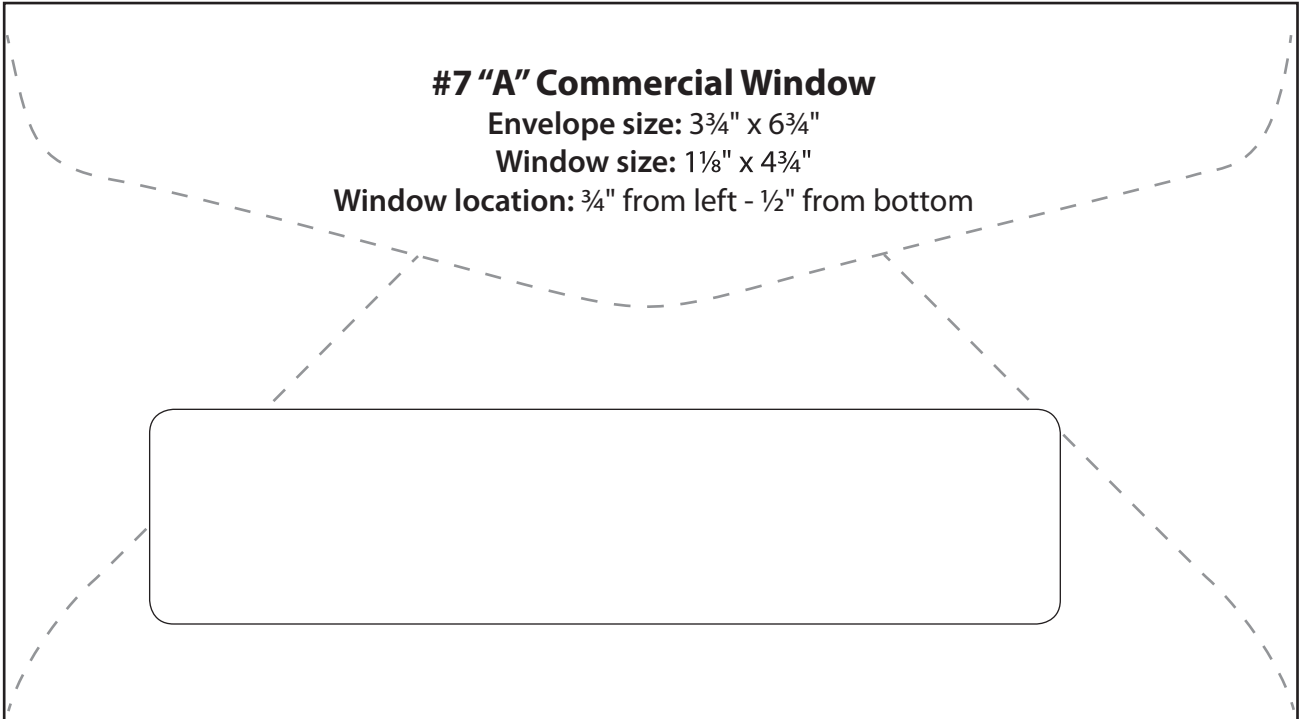 #7 “A” Commercial Window
Envelope size: 3¾" x 6¾"
Window size: 1⅛" x 4¾"
Window location: ¾" from left - ½" from bottom